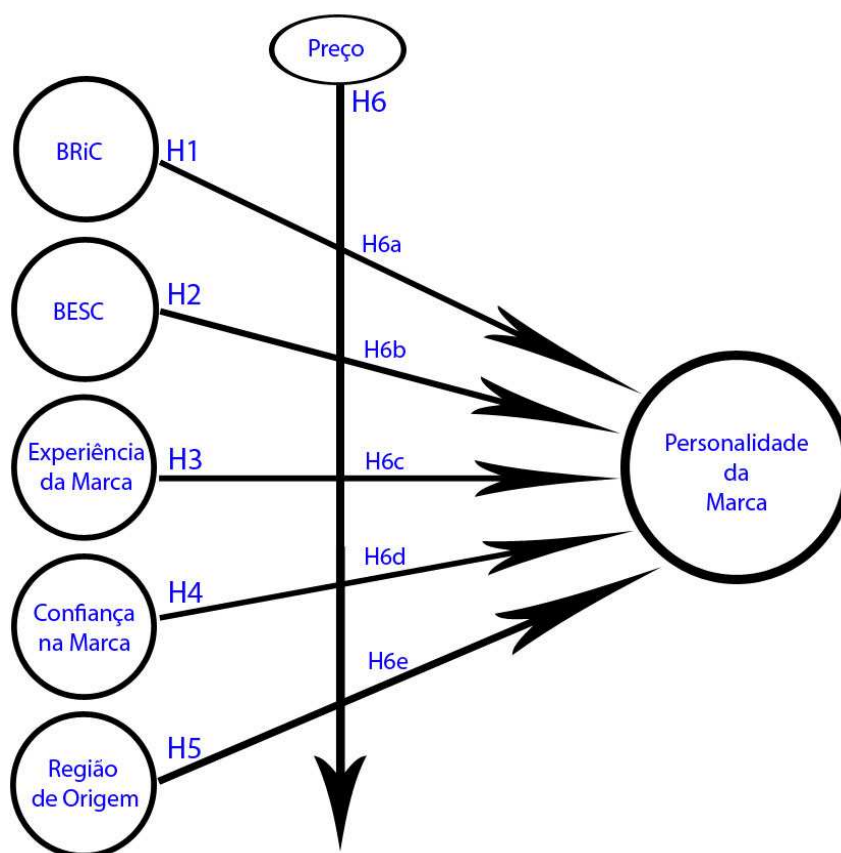 Preço
H6
BRiC
H1
H6a
BESC
H2
H6b
Experiência
da Marca
H3
H6c
Personalidade
da
Marca
Confiança
na Marca
H4
H6d
Região
de Origem
H5
H6e